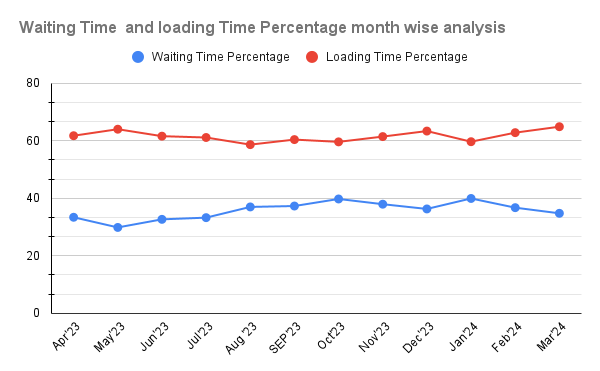 Waiting Time  and loading Time Percentage month wise analysis
Waiting Time Percentage
Loading Time Percentage
80
60
40
20
0
Apr'23
May'23
Jun'23
Jul'23
Aug '23
SEP'23
Oct'23
Nov'23
Dec'23
Jan'24
Feb'24
Mar'24